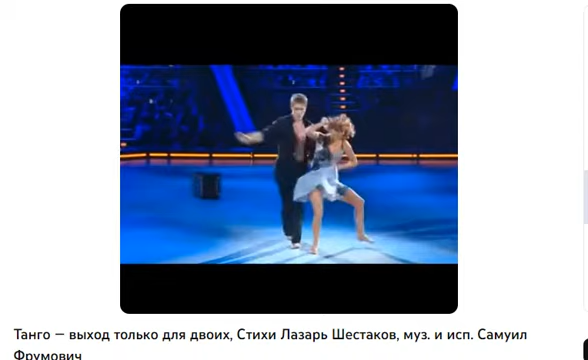 Танго — выход только для двоих, Стихи Лазарь Шестаков, муз. и исп. Самуил
Фрумович